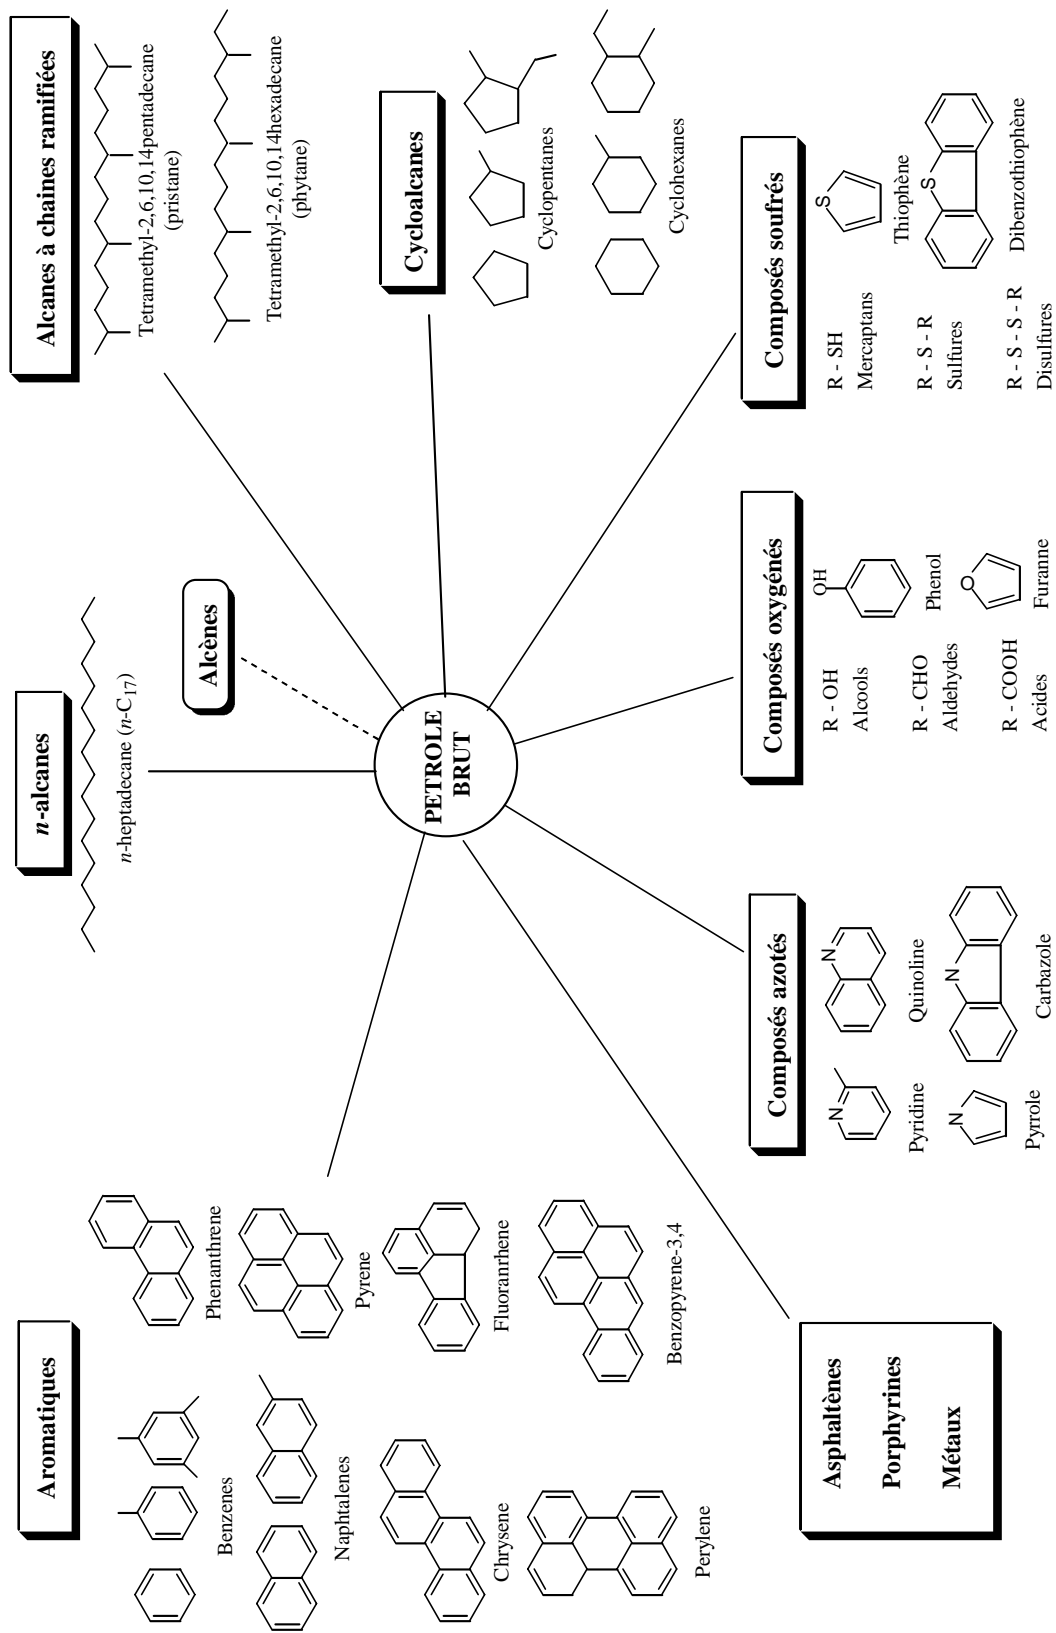 Aromatiques
Benzenes
Naphtalenes
Chrysene
Perylene
Phenanthrene
Pyrene
Fluoranrhene
Benzopyrene-3,4
n-alcanes
n-heptadecane (n-C17)
Alcènes
Alcanes à chaines ramifiées
Tetramethyl-2,6,10,14pentadecane
(pristane)
Tetramethyl-2,6,10,14hexadecane
(phytane)
Cycloalcanes
Cyclopentanes
Cyclohexanes
PETROLE
BRUT
Asphaltènes
Porphyrines
Métaux
Composés azotés
N
Pyridine
N
Quinoline
N
Pyrrole
N
Carbazole
Composés oxygénés
R - OH
Alcools
OH
Phenol
R - CHO
Aldehydes
R - COOH
Acides
O
Furanne
Composés soufrés
R - SH
Mercaptans
S
Thiophène
R - S - R
Sulfures
R - S - S - R
Disulfures
S
Dibenzothiophène